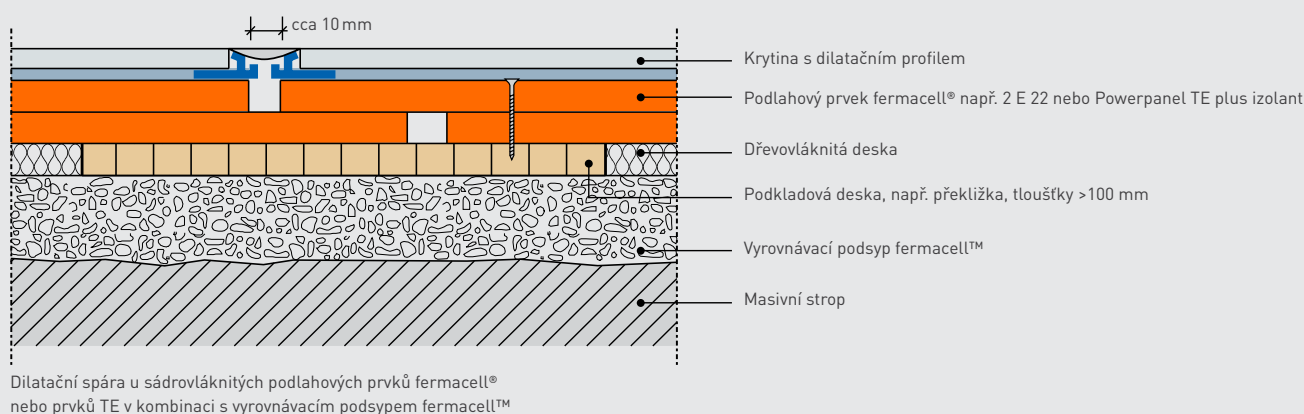 cca 10 mm
Krytina s dilatačním profilem
Podlahový prvek fermacell® např. 2 E 22 nebo Powerpanel TE plus izolant
Dřevovláknitá deska
Podkladová deska, např. překližka, tloušťky >100 mm
Vyrovnávací podsyp fermacell™
Masivní strop
Dilatační spára u sádrovláknitých podlahových prvků fermacell®
nebo prvků TE v kombinaci s vyrovnávacím podsypem fermacell™